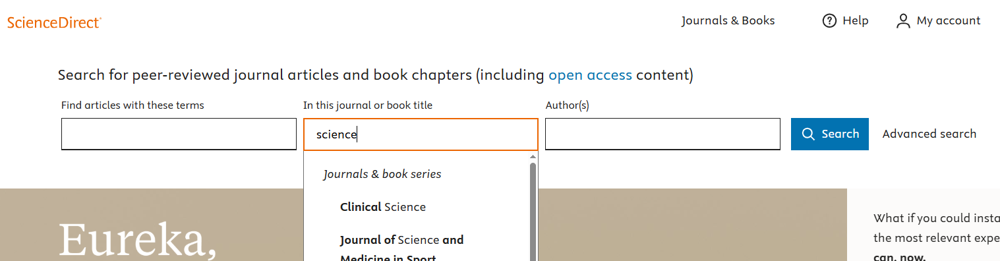 ScienceDirect
Journals & Books
Help
My account
Search for peer-reviewed journal articles and book chapters (including open access content)
Find articles with these terms
In this journal or book title
Author(s)
science
Search
Advanced search
Journals & book series
Clinical Science
Journal of Science and
Medicine in Sport
Eureka,
What if you could insta
the most relevant expe
can, now.